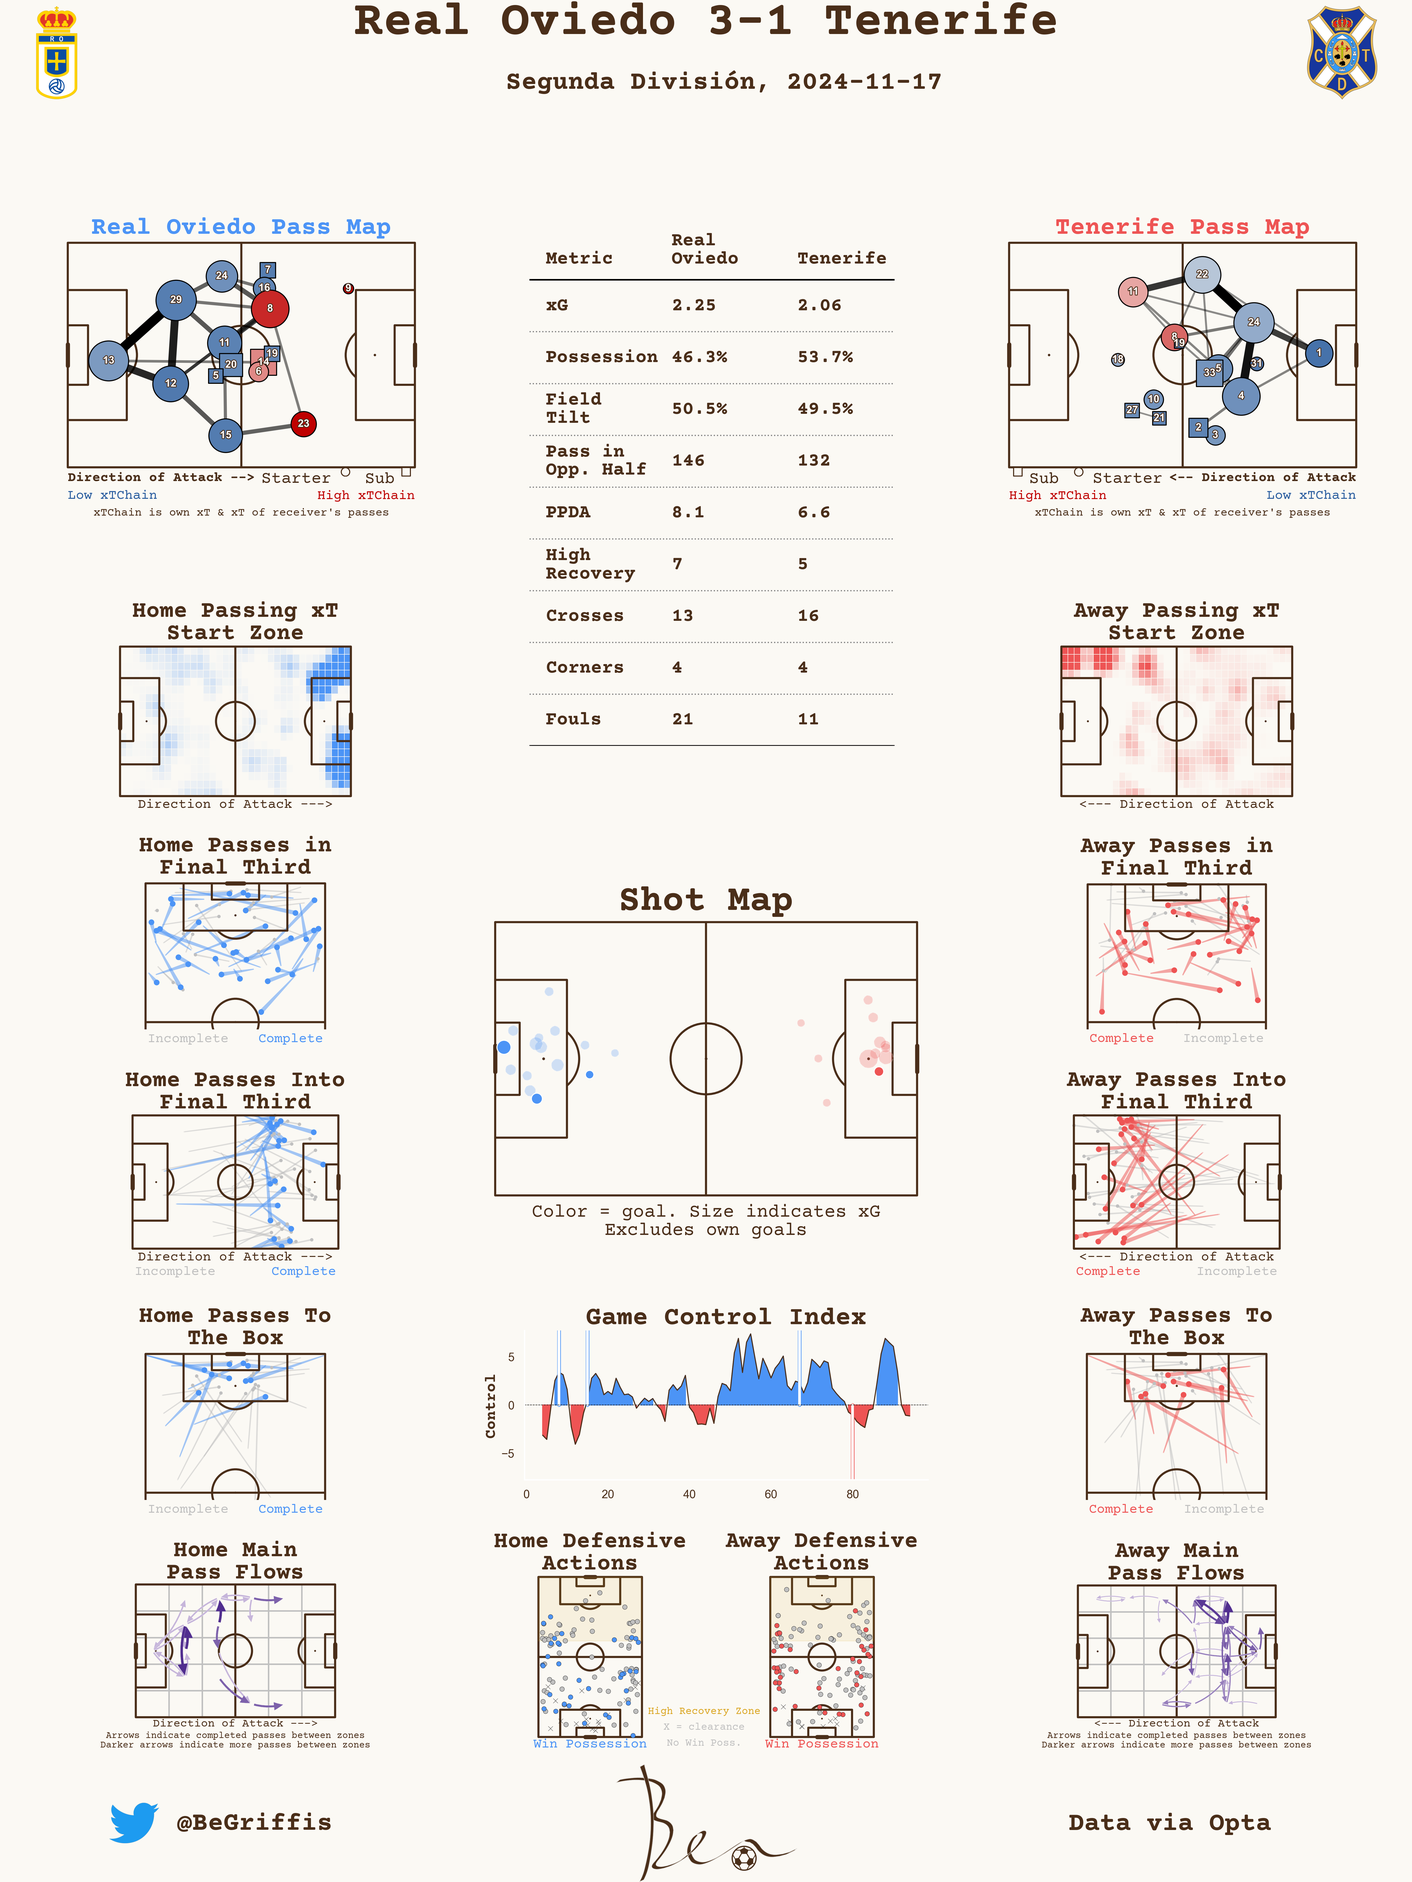 Real Oviedo 3-1 Tenerife
Segunda División, 2024-11-17
R O
C T
D
Real Oviedo Pass Map
24
7
16
9
29
8
11
13
19
20
14
6
5
12
23
15
Direction of Attack --> Starter Sub
Low xTChain High xTChain
xTChain is own xT & xT of receiver's passes
Metric Real Oviedo Tenerife
xG 2.25 2.06
Possession 46.3% 53.7%
Field Tilt 50.5% 49.5%
Pass in Opp. Half 146 132
PPDA 8.1 6.6
High Recovery 7 5
Crosses 13 16
Corners 4 4
Fouls 21 11
Tenerife Pass Map
22
11
24
8
19
18
1
31
33
5
10
4
27
21
2
3
Sub Starter <-- Direction of Attack
High xTChain Low xTChain
xTChain is own xT & xT of receiver's passes
Home Passing xT
Start Zone
Direction of Attack --->
Away Passing xT
Start Zone
<--- Direction of Attack
Home Passes in
Final Third
Incomplete Complete
Away Passes in
Final Third
Complete Incomplete
Shot Map
Color = goal. Size indicates xG
Excludes own goals
Home Passes Into
Final Third
Direction of Attack --->
Incomplete Complete
Away Passes Into
Final Third
<--- Direction of Attack
Complete Incomplete
Home Passes To
The Box
Incomplete Complete
Game Control Index
Control
5
0
−5
0 20 40 60 80
Away Passes To
The Box
Complete Incomplete
Home Main
Pass Flows
Direction of Attack --->
Arrows indicate completed passes between zones
Darker arrows indicate more passes between zones
Home Defensive
Actions
Win Possession
High Recovery Zone
X = clearance
No Win Poss.
Away Defensive
Actions
Win Possession
Away Main
Pass Flows
<--- Direction of Attack
Arrows indicate completed passes between zones
Darker arrows indicate more passes between zones
@BeGriffis
Ben
Data via Opta